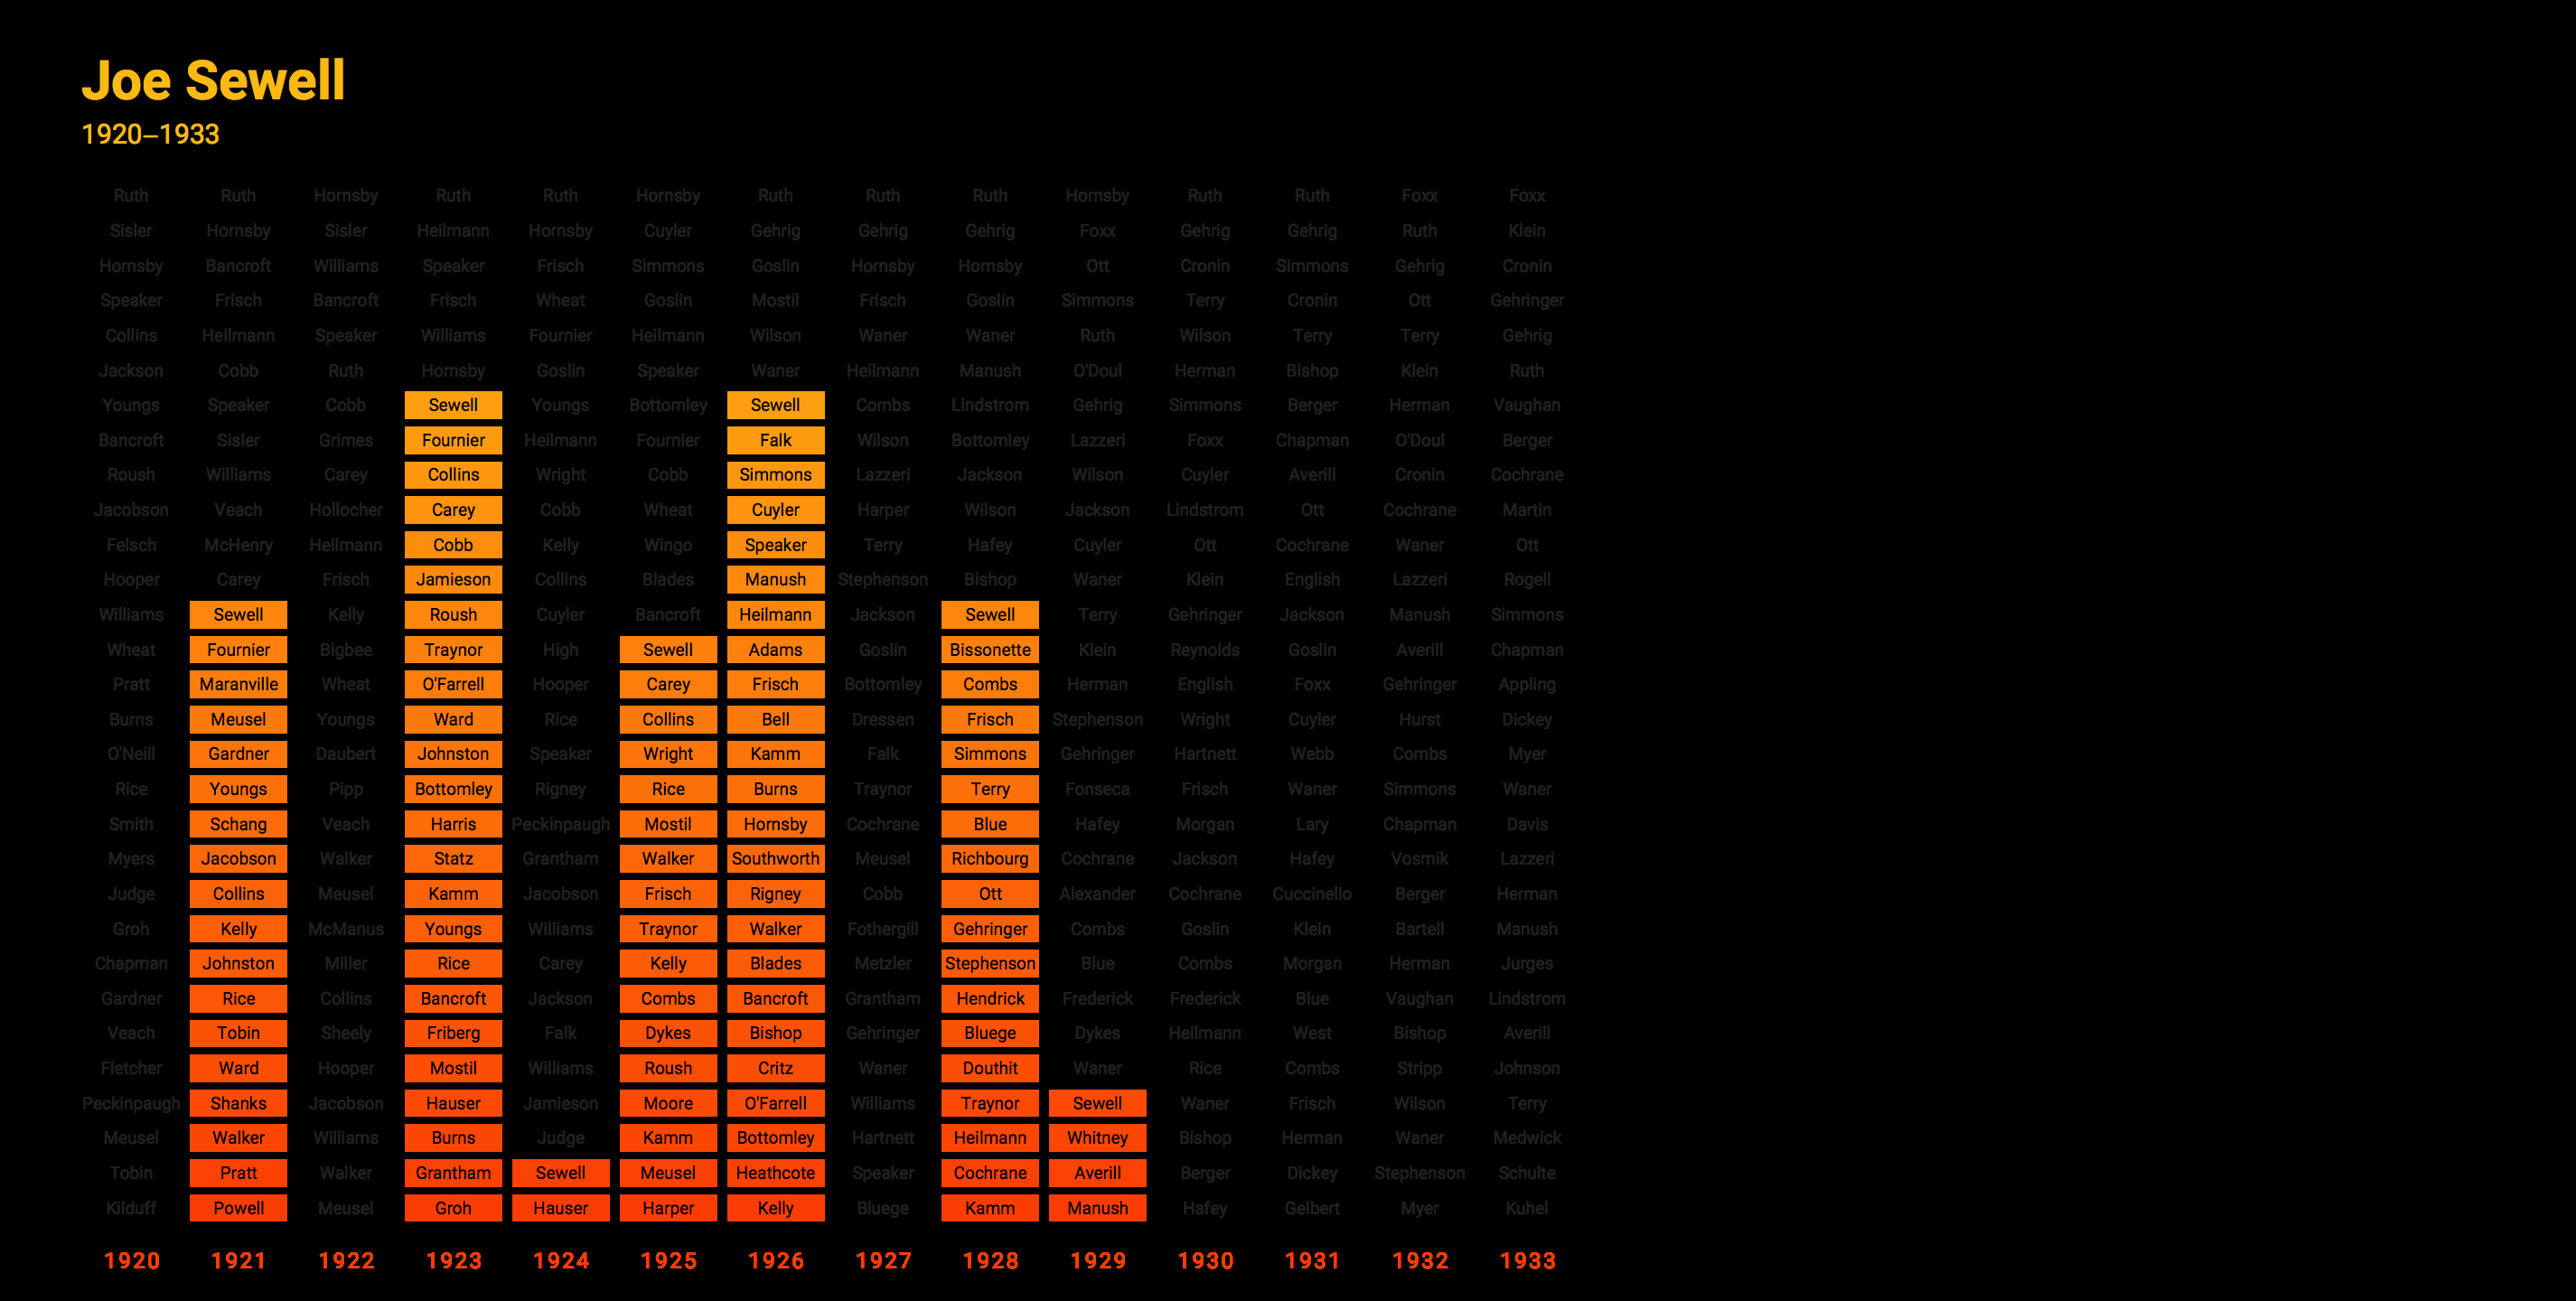 Joe Sewell
1920–1933
Ruth Ruth Hornsby Ruth Ruth Hornsby Ruth Ruth Ruth Hornsby Ruth Ruth Foxx Foxx
Sisler Hornsby Sisler Heilmann Hornsby Cuyler Gehrig Gehrig Gehrig Foxx Gehrig Gehrig Ruth Klein
Hornsby Bancroft Williams Speaker Frisch Simmons Goslin Hornsby Hornsby Ott Cronin Simmons Gehrig Cronin
Speaker Frisch Bancroft Frisch Wheat Goslin Mostil Frisch Goslin Simmons Terry Cronin Ott Gehringer
Collins Heilmann Speaker Williams Fournier Heilmann Wilson Waner Waner Ruth Wilson Terry Terry Gehrig
Jackson Cobb Ruth Hornsby Goslin Speaker Waner Heilmann Manush O'Doul Herman Bishop Klein Ruth
Youngs Speaker Cobb Sewell Youngs Bottomley Sewell Combs Lindstrom Gehrig Simmons Berger Herman Vaughan
Bancroft Sisler Grimes Fournier Heilmann Fournier Falk Wilson Bottomley Lazzeri Foxx Chapman O'Doul Berger
Roush Williams Carey Collins Wright Cobb Simmons Lazzeri Jackson Wilson Cuyler Averill Cronin Cochrane
Jacobson Veach Hollocher Carey Cobb Wheat Cuyler Harper Wilson Jackson Lindstrom Ott Cochrane Martin
Felsch McHenry Heilmann Cobb Kelly Wingo Speaker Terry Hafey Cuyler Ott Cochrane Waner Ott
Hooper Carey Frisch Jamieson Collins Blades Manush Stephenson Bishop Waner Klein English Lazzeri Rogell
Williams Sewell Kelly Roush Cuyler Bancroft Heilmann Jackson Sewell Terry Gehringer Jackson Manush Simmons
Wheat Fournier Bigbee Traynor High Sewell Adams Goslin Bissonette Klein Reynolds Goslin Averill Chapman
Pratt Maranville Wheat O'Farrell Hooper Carey Frisch Bottomley Combs Herman English Foxx Gehringer Appling
Burns Meusel Youngs Ward Rice Collins Bell Dressen Frisch Stephenson Wright Cuyler Hurst Dickey
O'Neill Gardner Daubert Johnston Speaker Wright Kamm Falk Simmons Gehringer Hartnett Webb Combs Myer
Rice Youngs Pipp Bottomley Rigney Rice Burns Traynor Terry Fonseca Frisch Waner Simmons Waner
Smith Schang Veach Harris Peckinpaugh Mostil Hornsby Cochrane Blue Hafey Morgan Lary Chapman Davis
Myers Jacobson Walker Statz Grantham Walker Southworth Meusel Richbourg Cochrane Jackson Hafey Vosmik Lazzeri
Judge Collins Meusel Kamm Jacobson Frisch Rigney Cobb Ott Alexander Cochrane Cuccinello Berger Herman
Groh Kelly McManus Youngs Williams Traynor Walker Fothergill Gehringer Combs Goslin Klein Bartell Manush
Chapman Johnston Miller Rice Carey Kelly Blades Metzler Stephenson Blue Combs Morgan Herman Jurges
Gardner Rice Collins Bancroft Jackson Combs Bancroft Grantham Hendrick Frederick Frederick Blue Vaughan Lindstrom
Veach Tobin Sheely Friberg Falk Dykes Bishop Gehringer Bluege Dykes Heilmann West Bishop Averill
Fletcher Ward Hooper Mostil Williams Roush Critz Waner Douthit Waner Rice Combs Stripp Johnson
Peckinpaugh Shanks Jacobson Hauser Jamieson Moore O'Farrell Williams Traynor Sewell Waner Frisch Wilson Terry
Meusel Walker Williams Burns Judge Kamm Bottomley Hartnett Heilmann Whitney Bishop Herman Waner Medwick
Tobin Pratt Walker Grantham Sewell Meusel Heathcote Speaker Cochrane Averill Berger Dickey Stephenson Schulte
Kilduff Powell Meusel Groh Hauser Harper Kelly Bluege Kamm Manush Hafey Gelbert Myer Kuhel
1920 1921 1922 1923 1924 1925 1926 1927 1928 1929 1930 1931 1932 1933